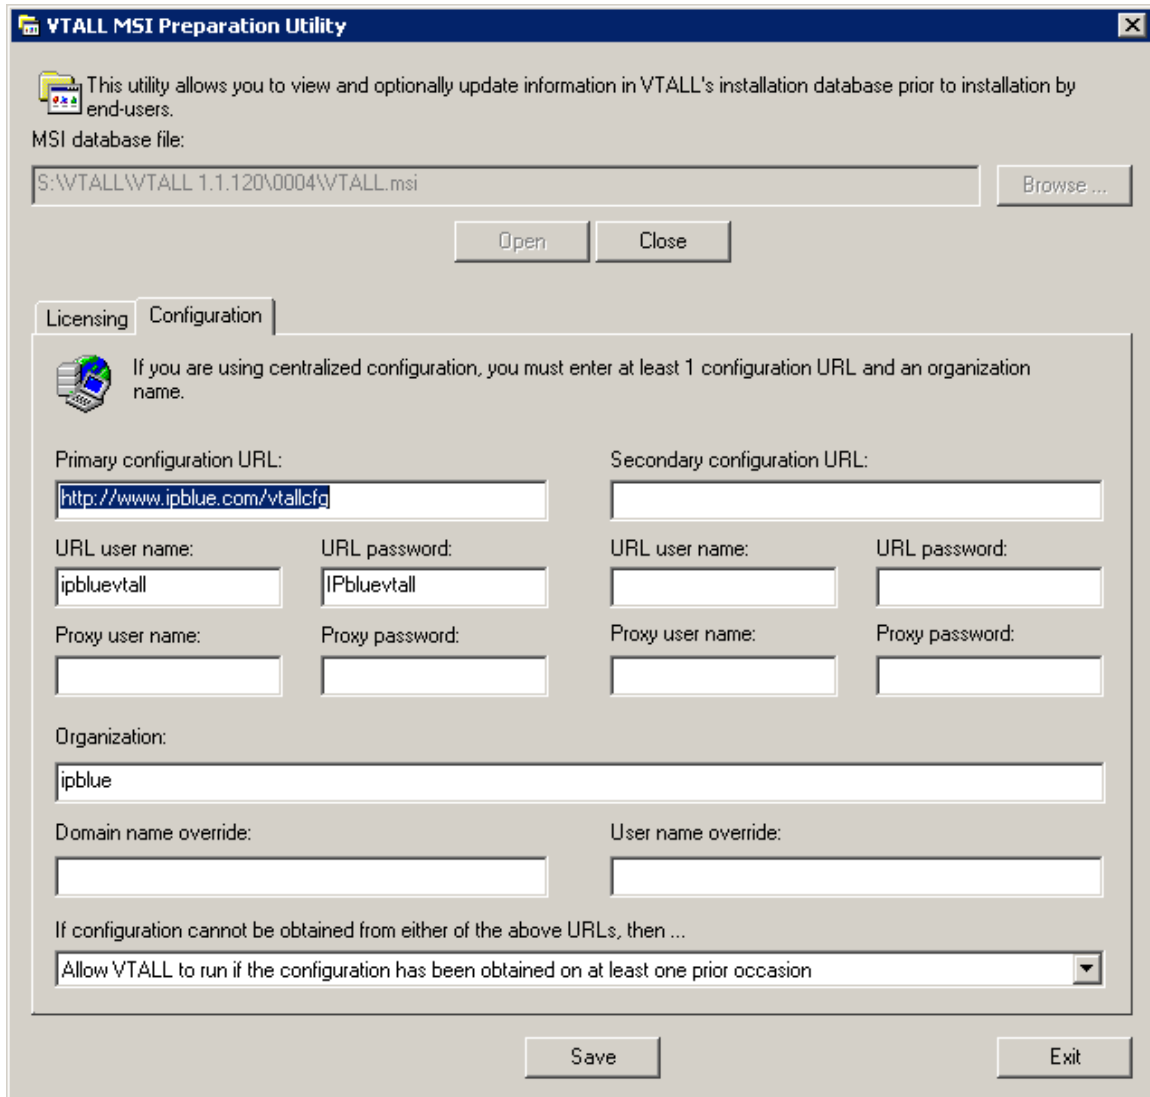 VTALL MSI Preparation Utility
This utility allows you to view and optionally update information in VTALL's installation database prior to installation by
end-users.
MSI database file:
S:\VTALL\VTALL 1.1.120\0004\VTALL.msi
Browse ...
Open
Close
Licensing
Configuration
If you are using centralized configuration, you must enter at least 1 configuration URL and an organization
name.
Primary configuration URL:
Secondary configuration URL:
http://www.ipblue.com/vtallcfg
URL user name:
URL password:
URL user name:
URL password:
ipbluevtall
IPbluevtall
Proxy user name:
Proxy password:
Proxy user name:
Proxy password:
Organization:
ipblue
Domain name override:
User name override:
If configuration cannot be obtained from either of the above URLs, then ...
Allow VTALL to run if the configuration has been obtained on at least one prior occasion
Save
Exit